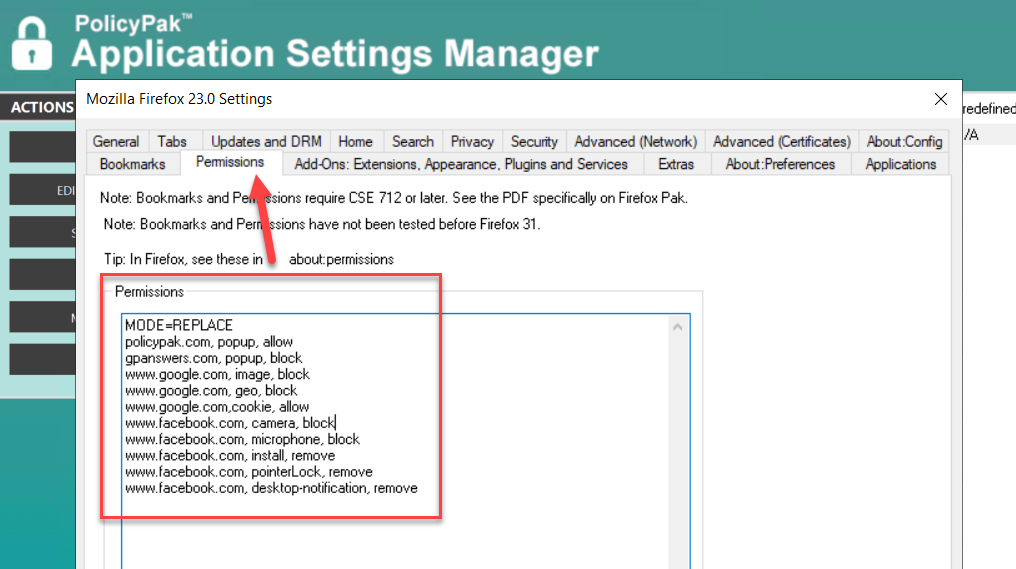 PolicyPak™
Application Settings Manager
ACTIONS
redefined
/A
EDI
Mozilla Firefox 23.0 Settings
General Tabs Updates and DRM Home Search Privacy Security Advanced (Network) Advanced (Certificates) About:Config
Bookmarks Permissions Add-Ons: Extensions, Appearance, Plugins and Services Extras About:Preferences Applications
Note: Bookmarks and Permissions require CSE 712 or later. See the PDF specifically on Firefox Pak.
Note: Bookmarks and Permissions have not been tested before Firefox 31.
Tip: In Firefox, see these in about:permissions
Permissions
MODE=REPLACE
policypak.com, popup, allow
gpanswers.com, popup, block
www.google.com, image, block
www.google.com, geo, block
www.google.com,cookie, allow
www.facebook.com, camera, block
www.facebook.com, microphone, block
www.facebook.com, install, remove
www.facebook.com, pointerLock, remove
www.facebook.com, desktop-notification, remove